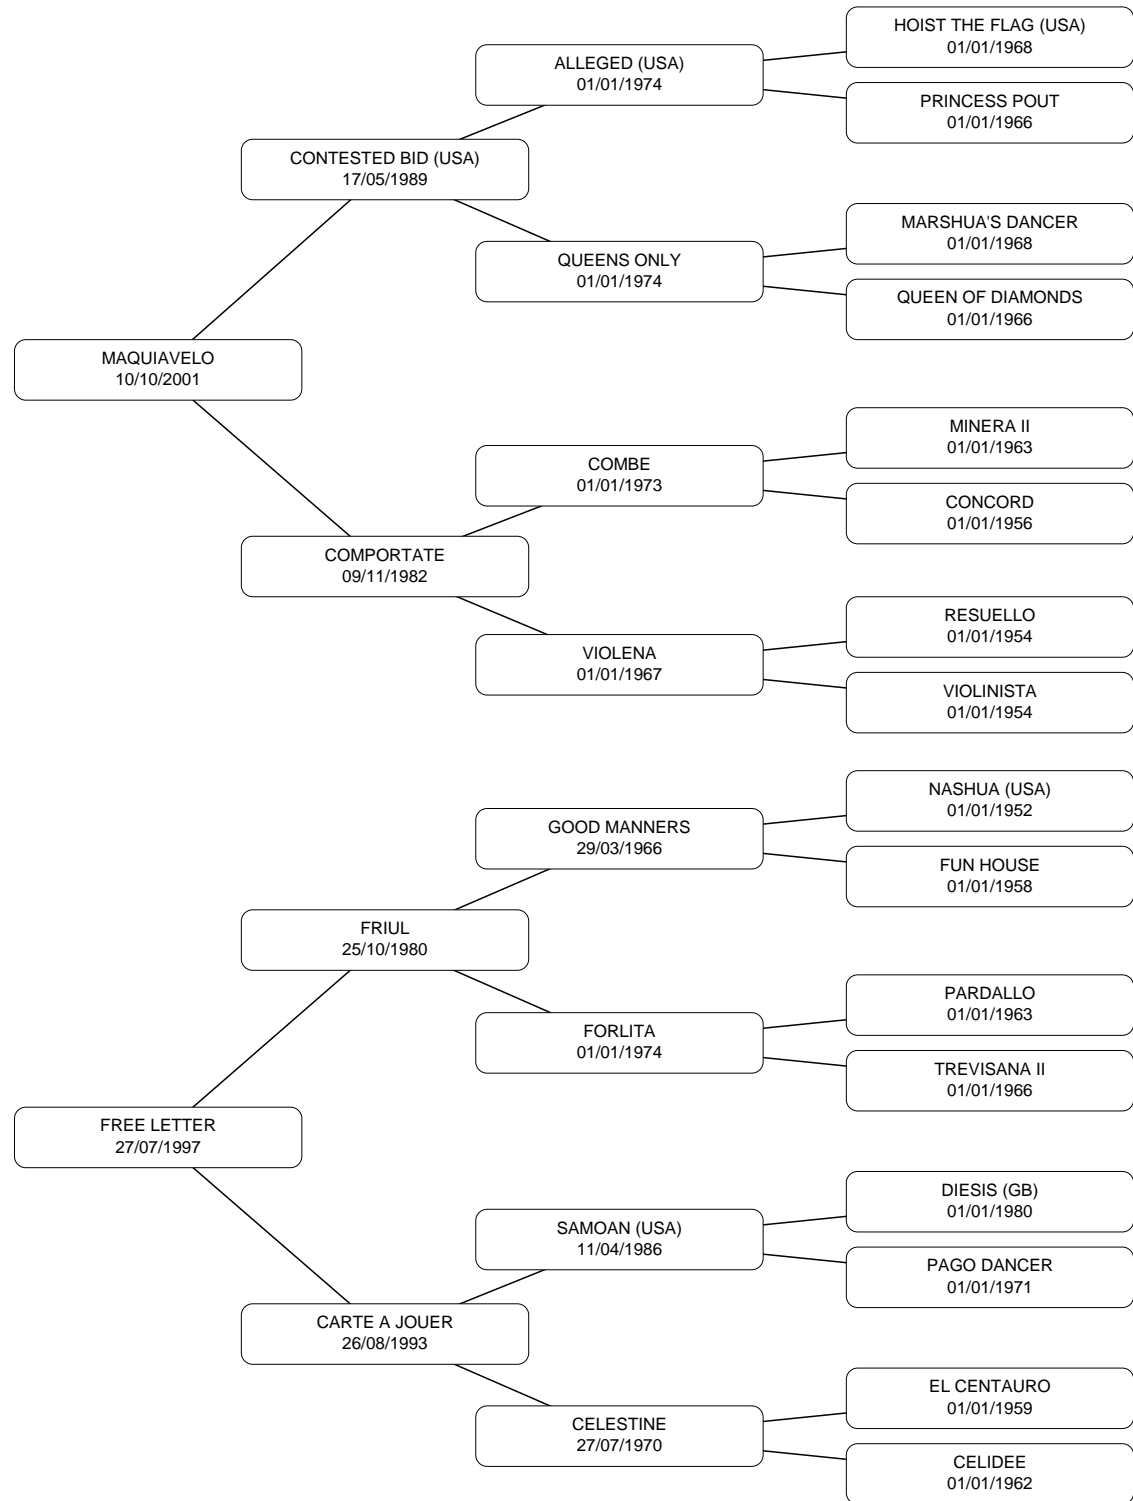 HOIST THE FLAG (USA)
01/01/1968
ALLEGED (USA)
01/01/1974
PRINCESS POUT
01/01/1966
CONTESTED BID (USA)
17/05/1989
MARSHUA'S DANCER
01/01/1968
QUEENS ONLY
01/01/1974
QUEEN OF DIAMONDS
01/01/1966
MAQUIAVELO
10/10/2001
MINERA II
01/01/1963
COMBE
01/01/1973
CONCORD
01/01/1956
COMPORTATE
09/11/1982
RESUELLO
01/01/1954
VIOLENA
01/01/1967
VIOLINISTA
01/01/1954
NASHUA (USA)
01/01/1952
GOOD MANNERS
29/03/1966
FUN HOUSE
01/01/1958
FRIUL
25/10/1980
PARDALLO
01/01/1963
FORLITA
01/01/1974
TREVISANA II
01/01/1966
FREE LETTER
27/07/1997
DIESIS (GB)
01/01/1980
SAMOAN (USA)
11/04/1986
PAGO DANCER
01/01/1971
CARTE A JOUER
26/08/1993
EL CENTAURO
01/01/1959
CELESTINE
27/07/1970
CELIDEE
01/01/1962